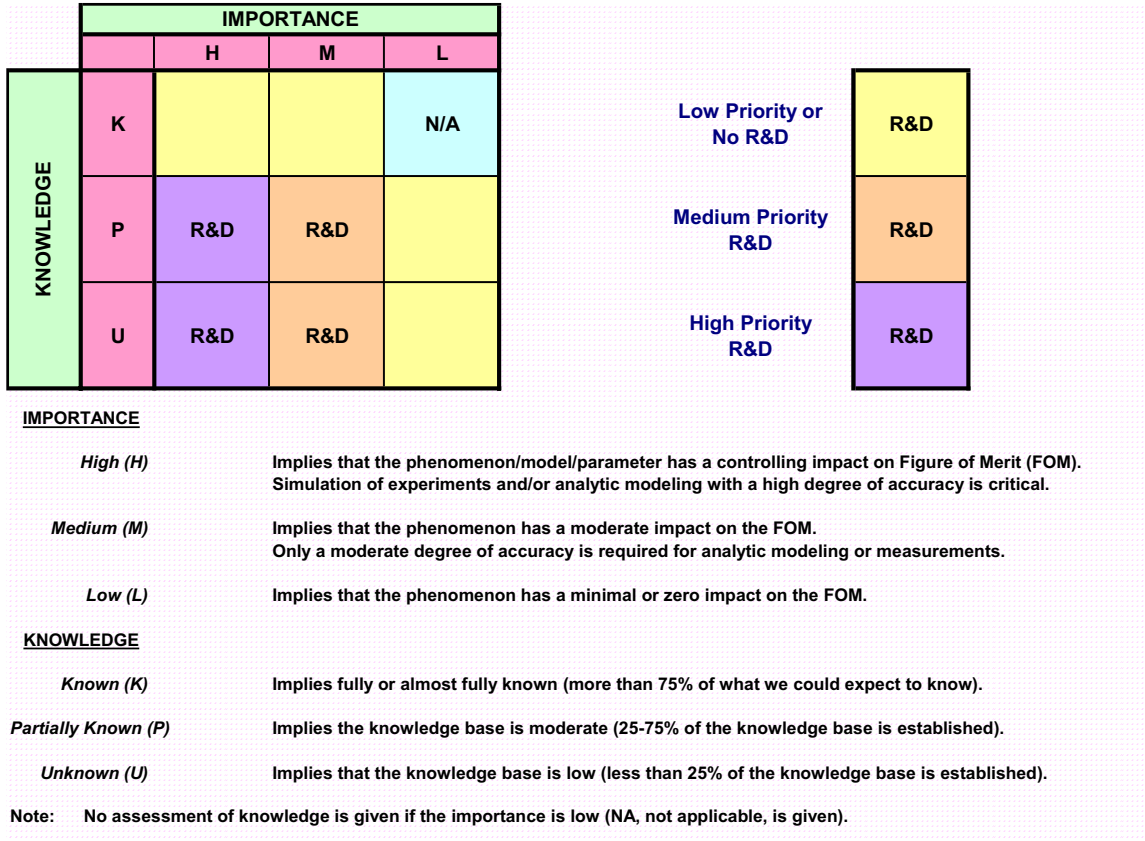 IMPORTANCE
H M L
KNOWLEDGE
K N/A
P R&D R&D
U R&D R&D
Low Priority or
No R&D
R&D
Medium Priority
R&D
R&D
High Priority
R&D
R&D
IMPORTANCE
High (H) Implies that the phenomenon/model/parameter has a controlling impact on Figure of Merit (FOM).
Simulation of experiments and/or analytic modeling with a high degree of accuracy is critical.
Medium (M) Implies that the phenomenon has a moderate impact on the FOM.
Only a moderate degree of accuracy is required for analytic modeling or measurements.
Low (L) Implies that the phenomenon has a minimal or zero impact on the FOM.
KNOWLEDGE
Known (K) Implies fully or almost fully known (more than 75% of what we could expect to know).
Partially Known (P) Implies the knowledge base is moderate (25-75% of the knowledge base is established).
Unknown (U) Implies that the knowledge base is low (less than 25% of the knowledge base is established).
Note: No assessment of knowledge is given if the importance is low (NA, not applicable, is given).